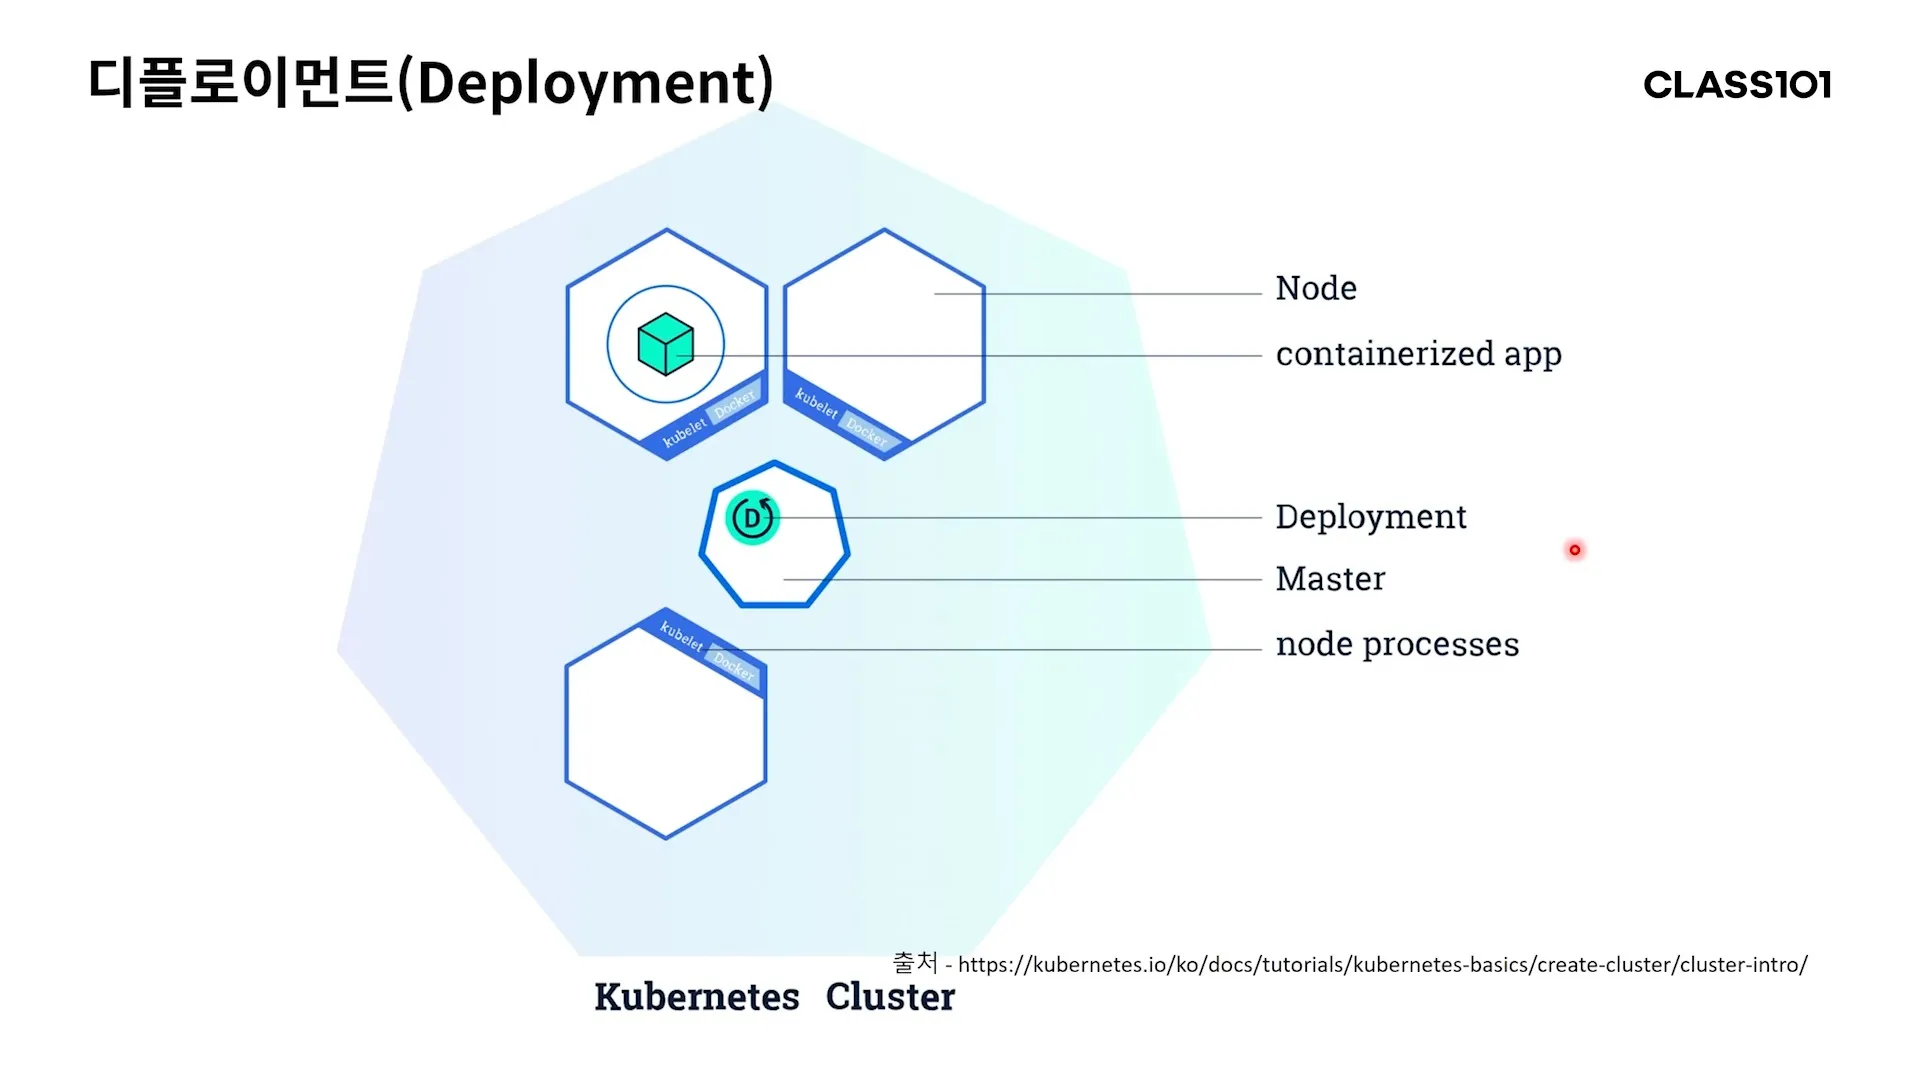 디플로이먼트(Deployment)
CLASS101
Node
containerized app
kubelet Docker
kubelet Docker
D
Deployment
Master
kubelet Docker
node processes
출처 - https://kubernetes.io/ko/docs/tutorials/kubernetes-basics/create-cluster/cluster-intro/
Kubernetes Cluster